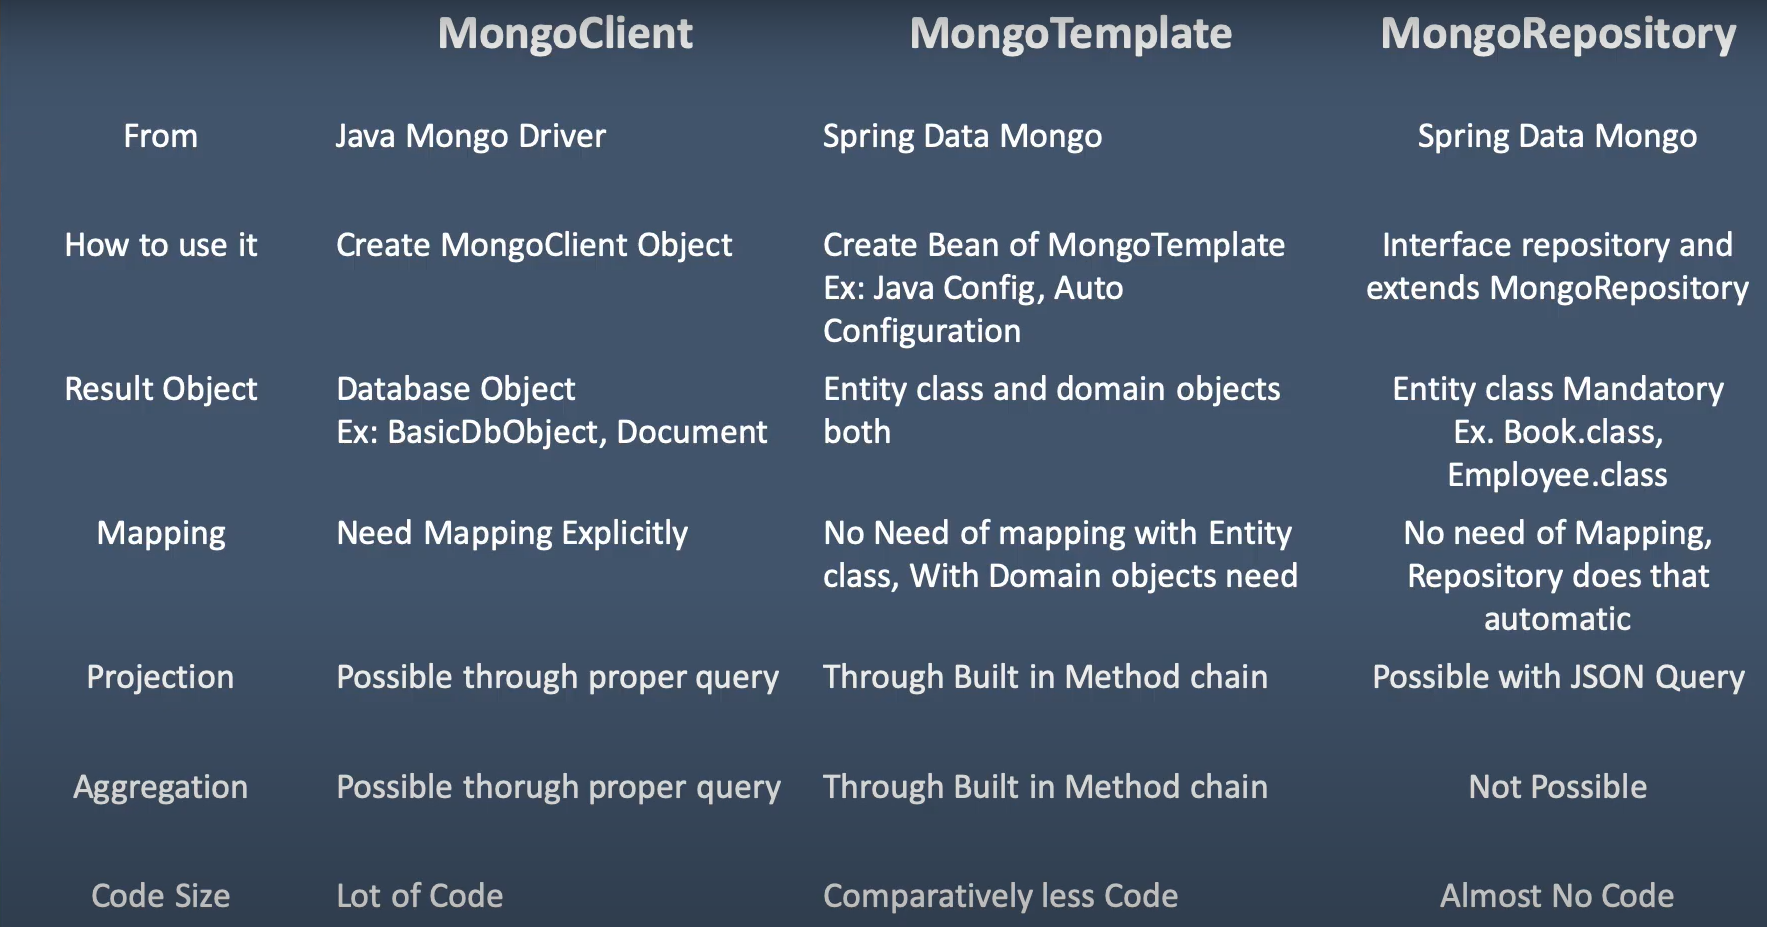 MongoClient MongoTemplate MongoRepository
From Java Mongo Driver Spring Data Mongo Spring Data Mongo
How to use it Create MongoClient Object Create Bean of MongoTemplate Interface repository and
Ex: Java Config, Auto extends MongoRepository
Configuration
Result Object Database Object Entity class and domain objects Entity class Mandatory
Ex: BasicDbObject, Document both Ex. Book.class,
Employee.class
Mapping Need Mapping Explicitly No Need of mapping with Entity No need of Mapping,
class, With Domain objects need Repository does that
automatic
Projection Possible through proper query Through Built in Method chain Possible with JSON Query
Aggregation Possible thorugh proper query Through Built in Method chain Not Possible
Code Size Lot of Code Comparatively less Code Almost No Code